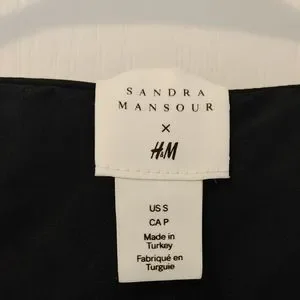 SANDRA
MANSOUR
×
H&M
US S
CA P
Made in
Turkey
Fabriqué en
Turquie